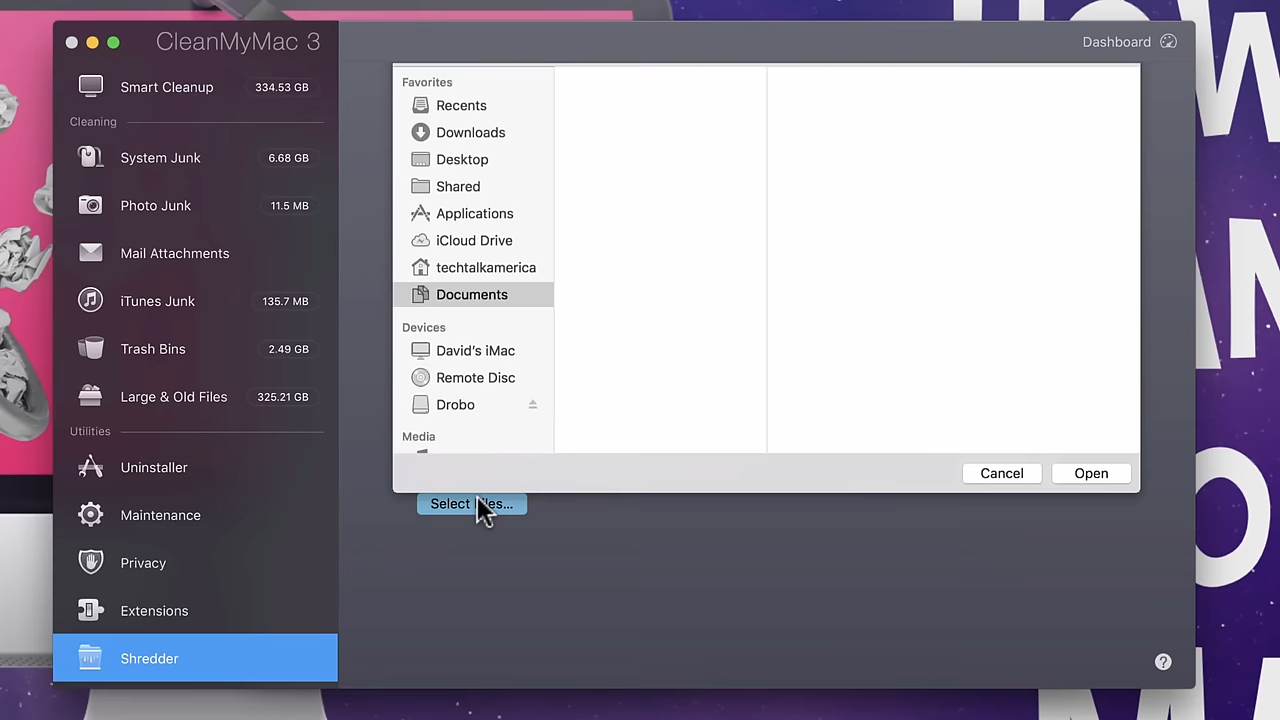 CleanMyMac 3
Dashboard
Smart Cleanup 334.53 GB
Cleaning
System Junk 6.68 GB
Photo Junk 11.5 MB
Mail Attachments
iTunes Junk 135.7 MB
Trash Bins 2.49 GB
Large & Old Files 325.21 GB
Utilities
Uninstaller
Maintenance
Privacy
Extensions
Shredder
Favorites
Recents
Downloads
Desktop
Shared
Applications
iCloud Drive
techtalkamerica
Documents
Devices
David's iMac
Remote Disc
Drobo
Media
Cancel Open
Select Files...
?